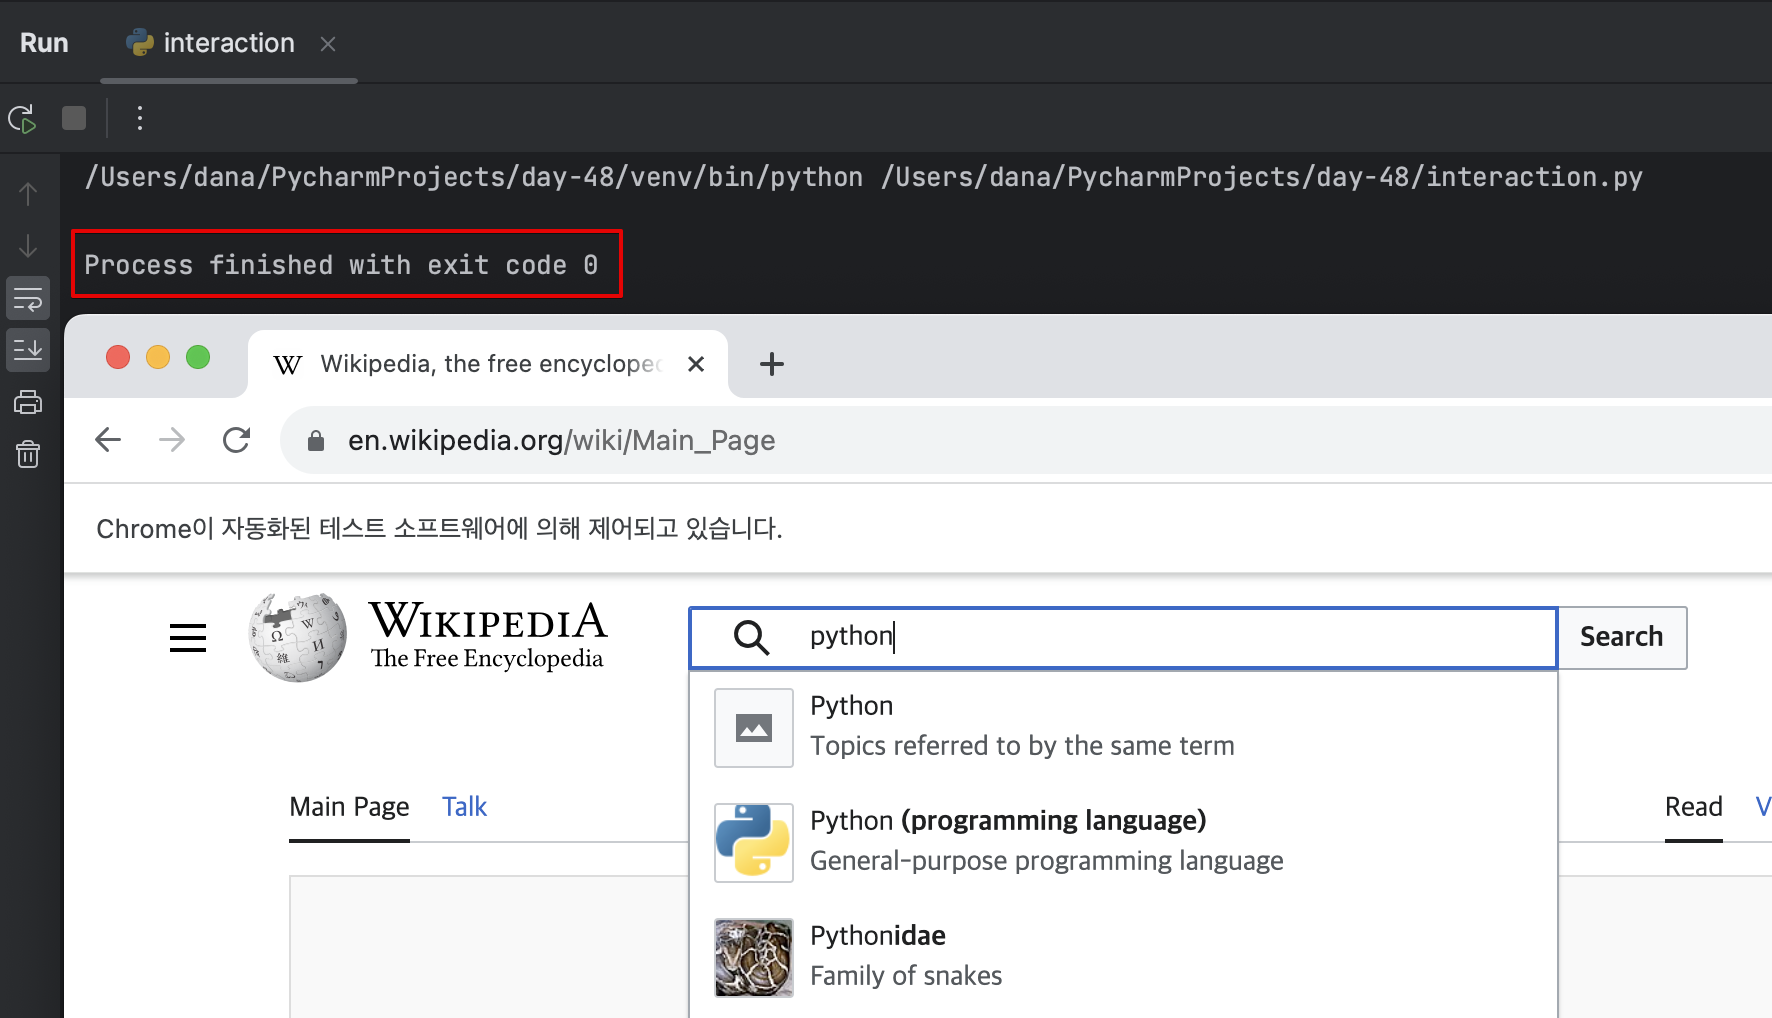 Run interaction
/Users/dana/PycharmProjects/day-48/venv/bin/python /Users/dana/PycharmProjects/day-48/interaction.py
Process finished with exit code 0
W Wikipedia, the free encyclope
en.wikipedia.org/wiki/Main_Page
Chrome이 자동화된 테스트 소프트웨어에 의해 제어되고 있습니다.
WIKIPEDIA
The Free Encyclopedia
python
Search
Python
Topics referred to by the same term
Main Page Talk
Read V
Python (programming language)
General-purpose programming language
Pythonidae
Family of snakes